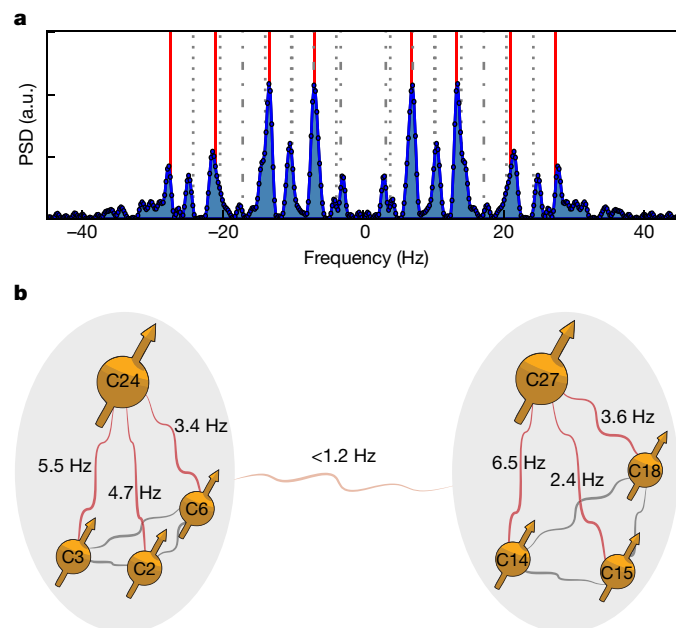 a
PSD (a.u.)
−40
−20
0
20
40
Frequency (Hz)
b
C24
C27
3.4 Hz
3.6 Hz
5.5 Hz
<1.2 Hz
6.5 Hz
C18
4.7 Hz
2.4 Hz
C6
C3
C2
C14
C15